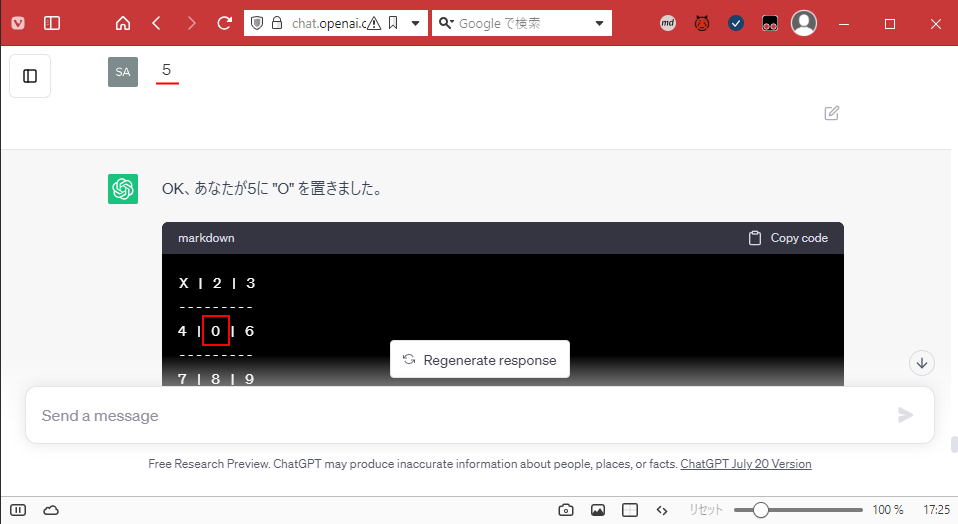 chat.openai.c
Google で検索
md
SA
5
OK、あなたが5に "O" を置きました。
markdown
Copy code
X | 2 | 3
---------
4 | O | 6
---------
7 | 8 | 9
Regenerate response
Send a message
Free Research Preview. ChatGPT may produce inaccurate information about people, places, or facts. ChatGPT July 20 Version
リセット
100 %
17:25